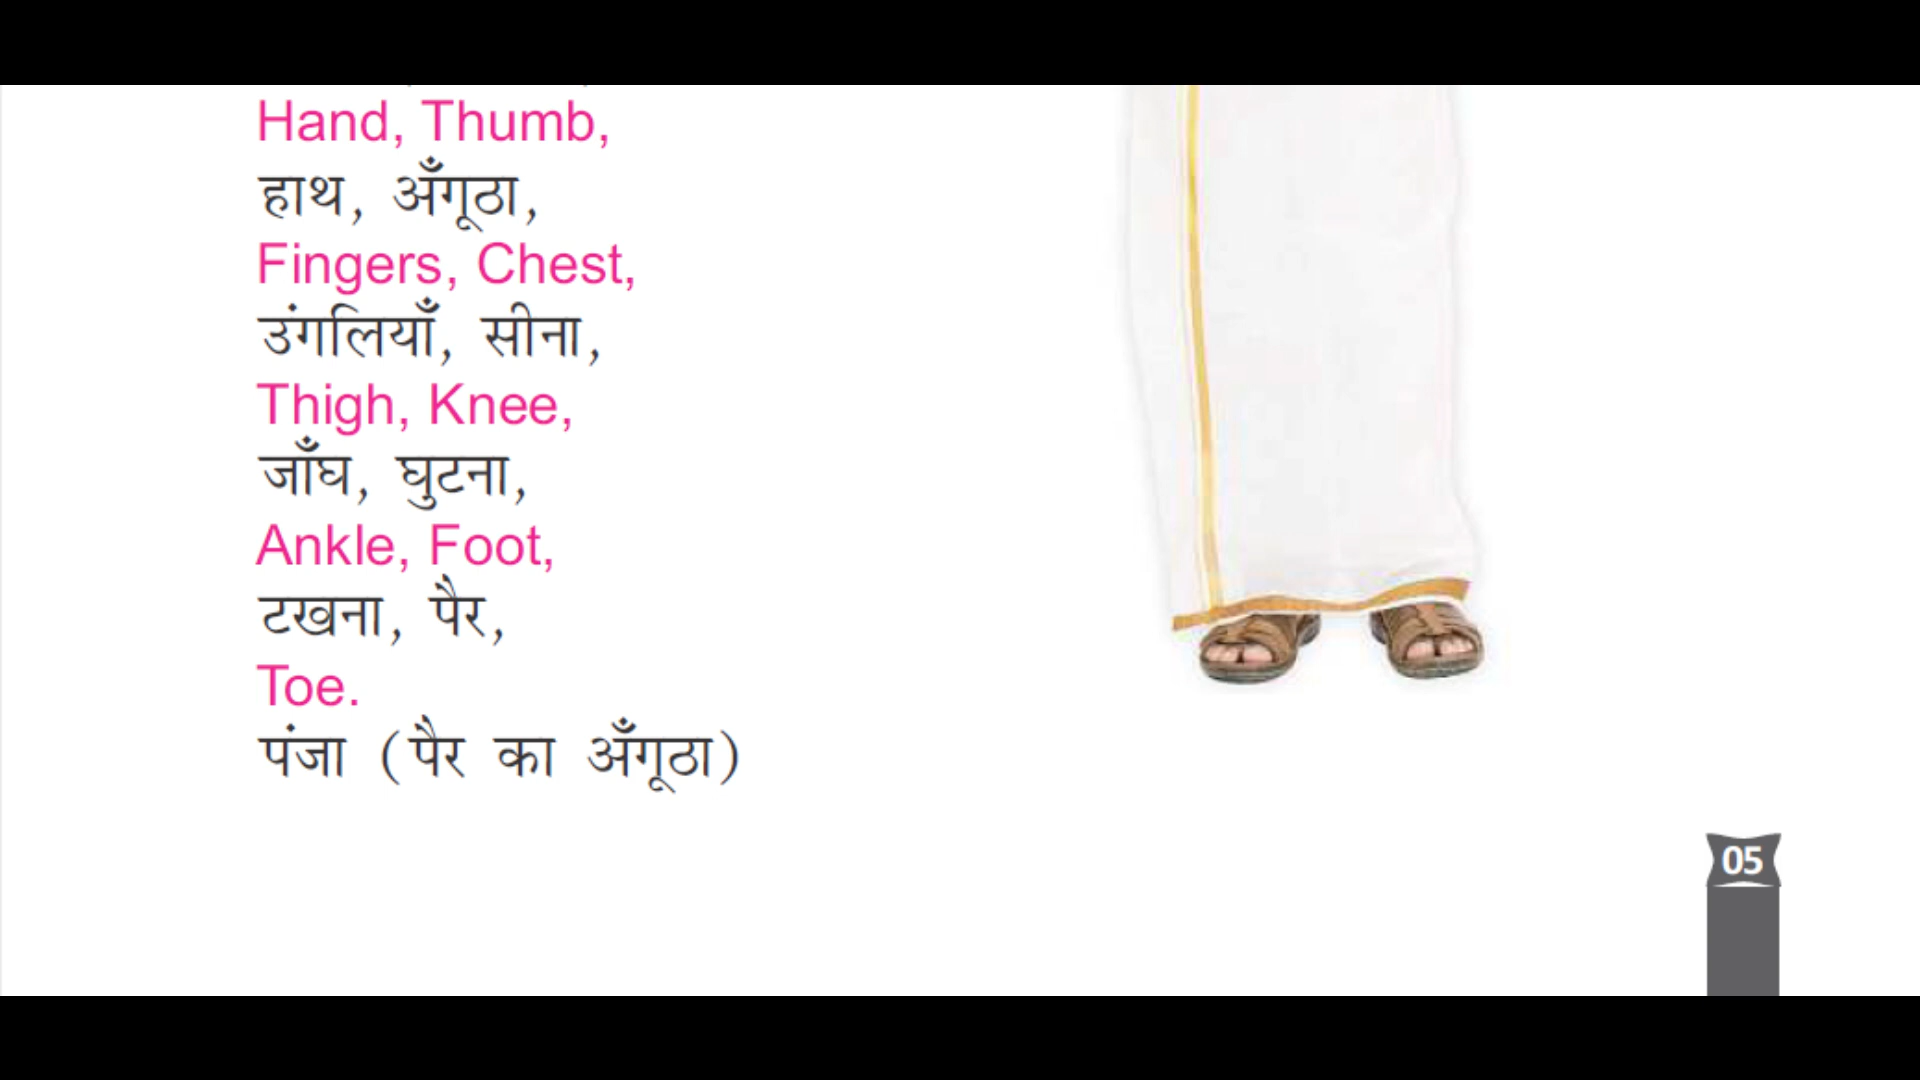 Hand, Thumb,
हाथ, अँगूठा,
Fingers, Chest,
उंगलियाँ, सीना,
Thigh, Knee,
जाँघ, घुटना,
Ankle, Foot,
टखना, पैर,
Toe.
पंजा (पैर का अँगूठा)
05